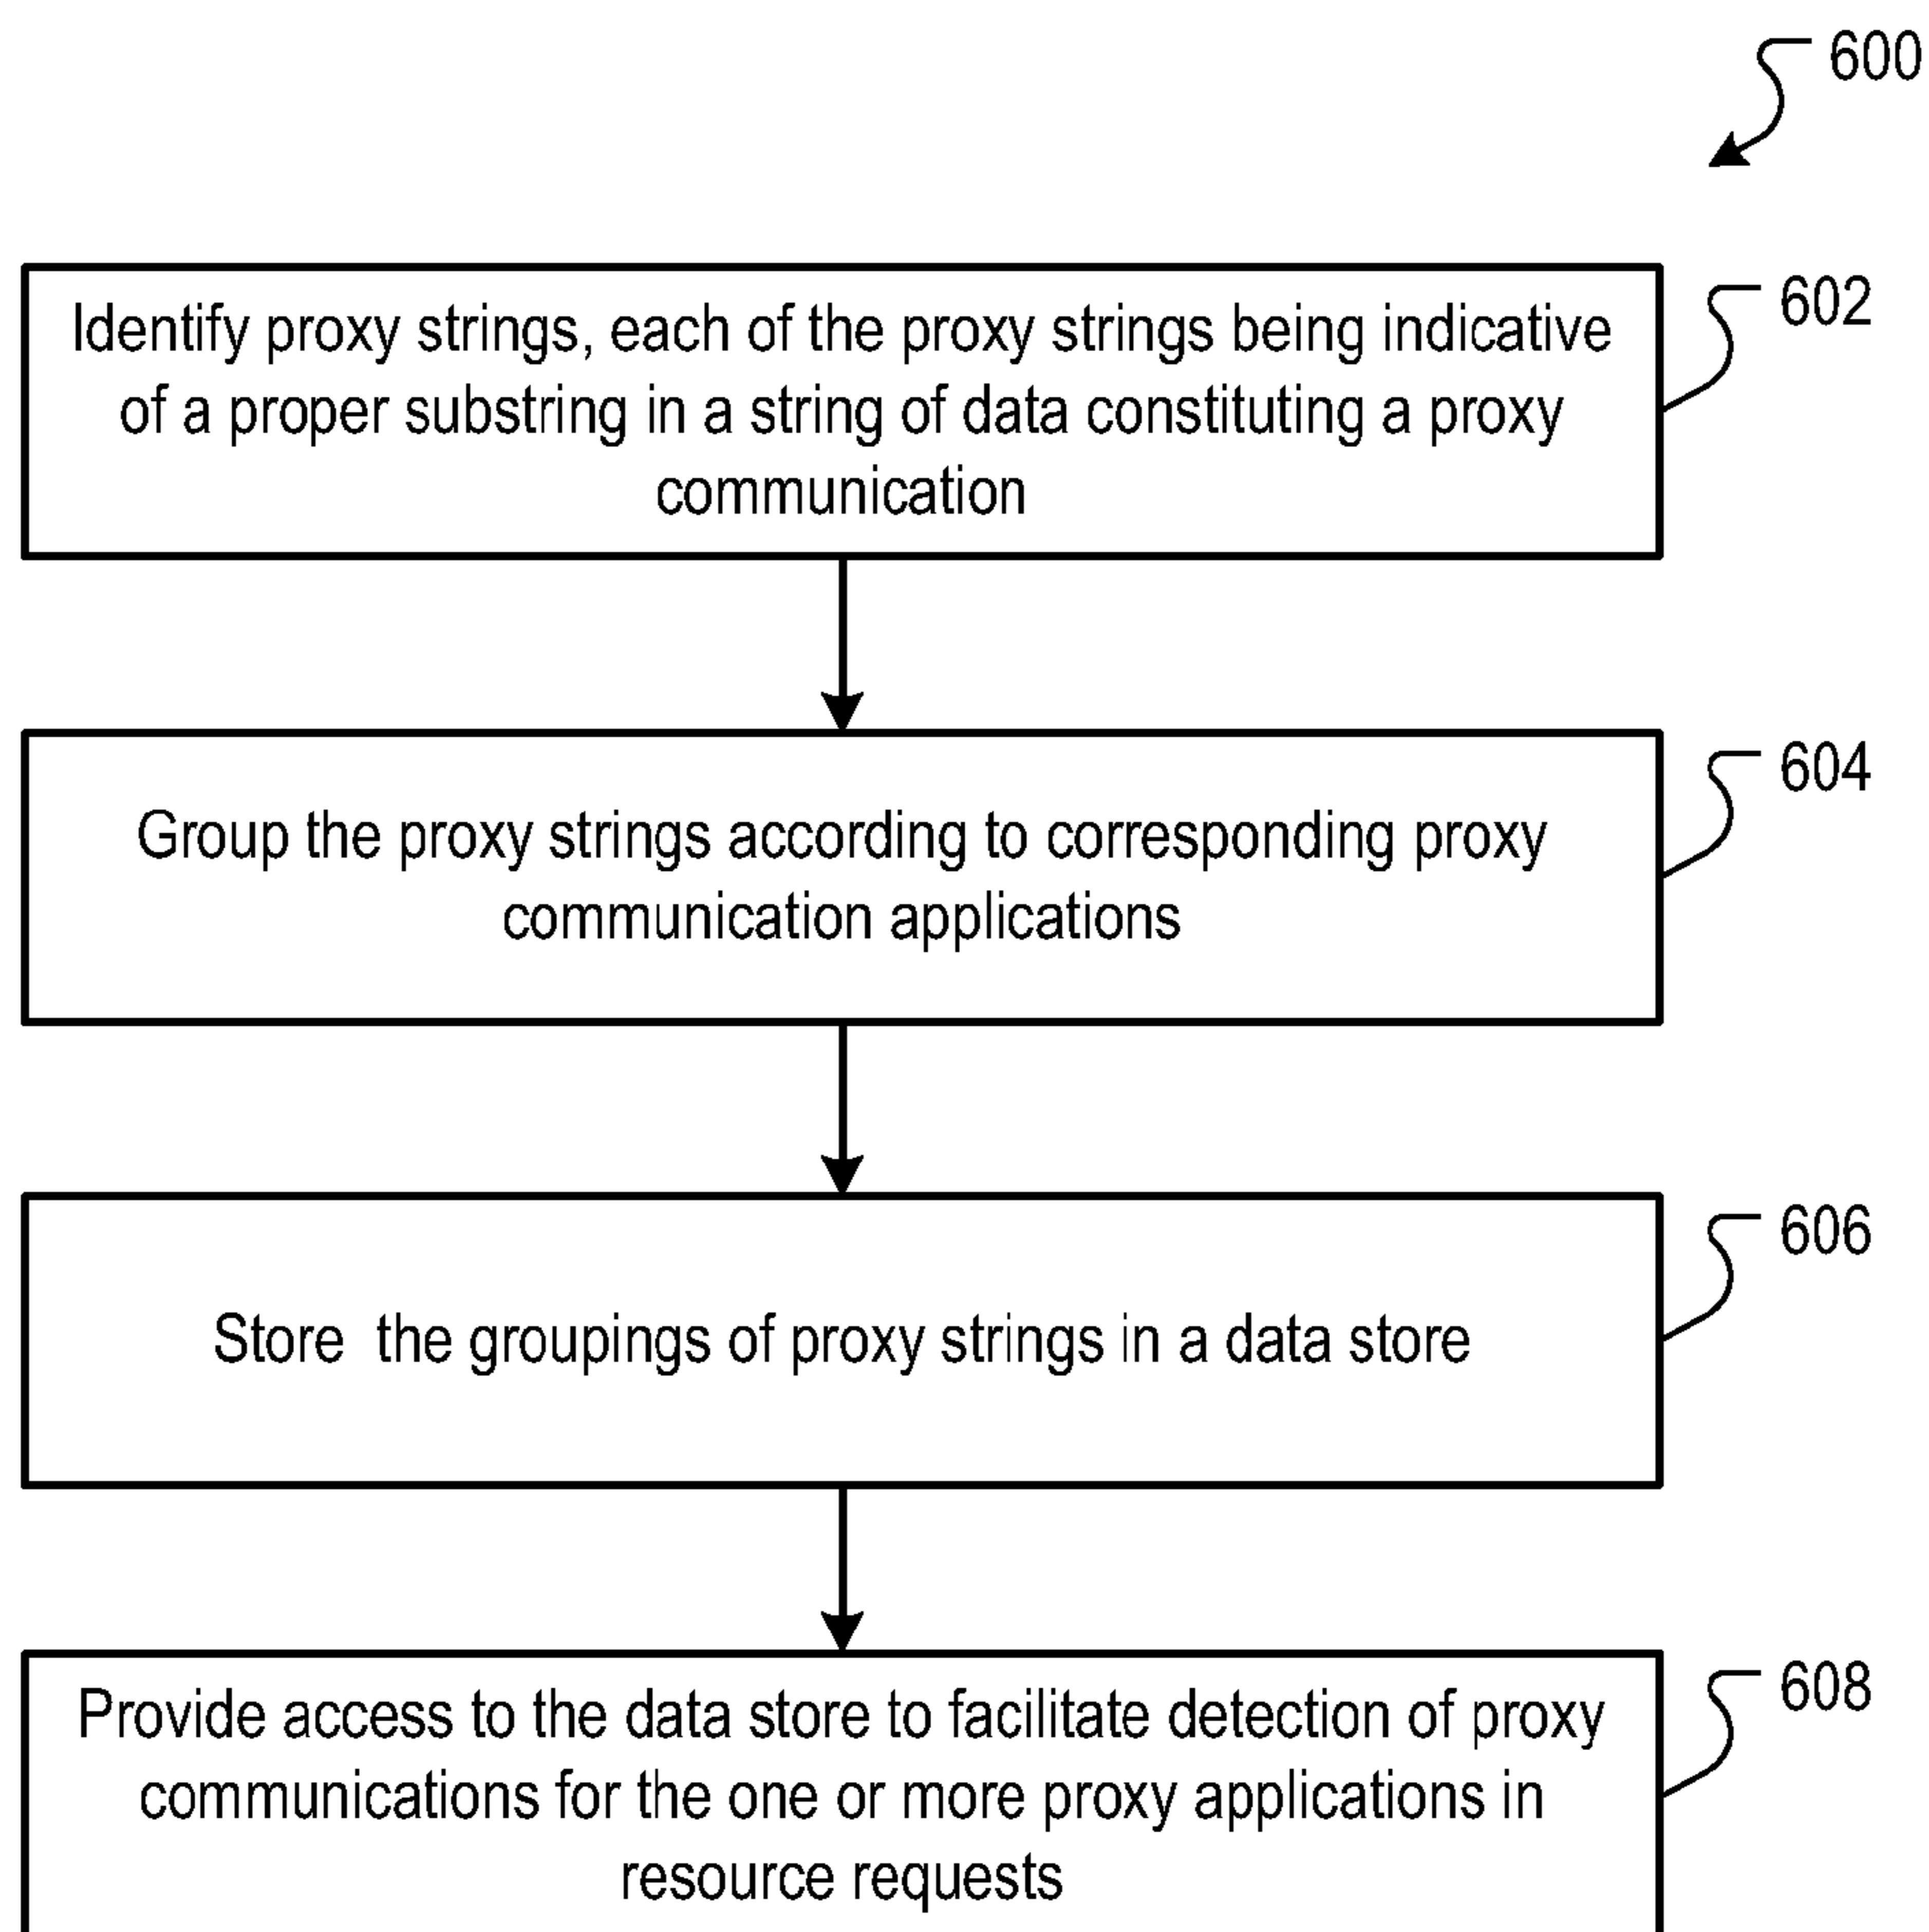 600
Identify proxy strings, each of the proxy strings being indicative
of a proper substring in a string of data constituting a proxy
communication
602
Group the proxy strings according to corresponding proxy
communication applications
604
Store  the groupings of proxy strings in a data store
606
Provide access to the data store to facilitate detection of proxy
communications for the one or more proxy applications in
resource requests
608